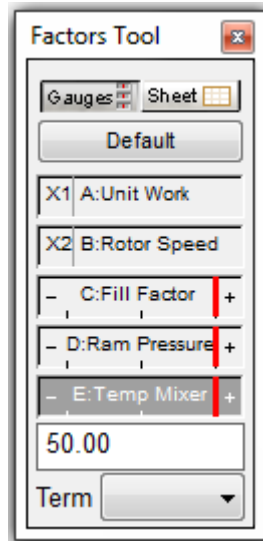 Factors Tool
Gauges Sheet
Default
X1 A:Unit Work
X2 B:Rotor Speed
- C:Fill Factor +
- D:Ram Pressure +
- E:Temp Mixer +
50.00
Term